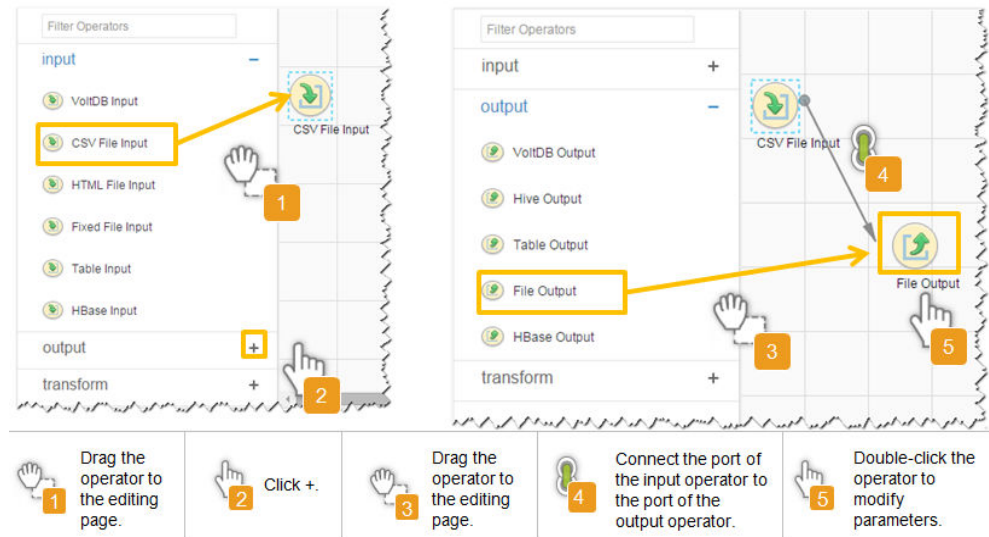 Filter Operators
input
−
VoltDB Input
CSV File Input
HTML File Input
Fixed File Input
Table Input
HBase Input
output
+
transform
+
CSV File Input
1
2
Filter Operators
input
+
output
−
VoltDB Output
Hive Output
Table Output
File Output
HBase Output
transform
+
CSV File Input
4
File Output
3
5
1
Drag the
operator to
the editing
page.
2
Click +.
3
Drag the
operator to
the editing
page.
4
Connect the port of
the input operator to
the port of the
output operator.
5
Double-click the
operator to
modify
parameters.